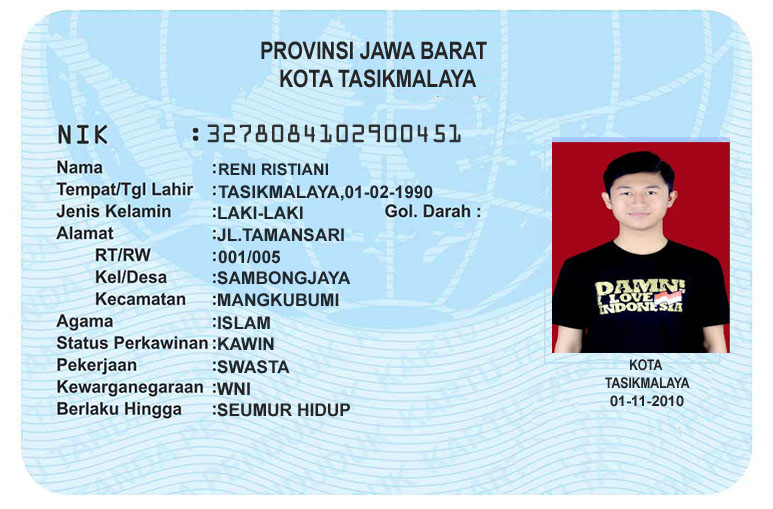 PROVINSI JAWA BARAT
KOTA TASIKMALAYA
NIK :3278084102900451
Nama :RENI RISTIANI
Tempat/Tgl Lahir :TASIKMALAYA,01-02-1990
Jenis Kelamin :LAKI-LAKI Gol. Darah :
Alamat :JL.TAMANSARI
RT/RW :001/005
Kel/Desa :SAMBONGJAYA
Kecamatan :MANGKUBUMI
Agama :ISLAM
Status Perkawinan :KAWIN
Pekerjaan :SWASTA
Kewarganegaraan :WNI
Berlaku Hingga :SEUMUR HIDUP
DAMN!
I LOVE
INDONESIA
KOTA
TASIKMALAYA
01-11-2010